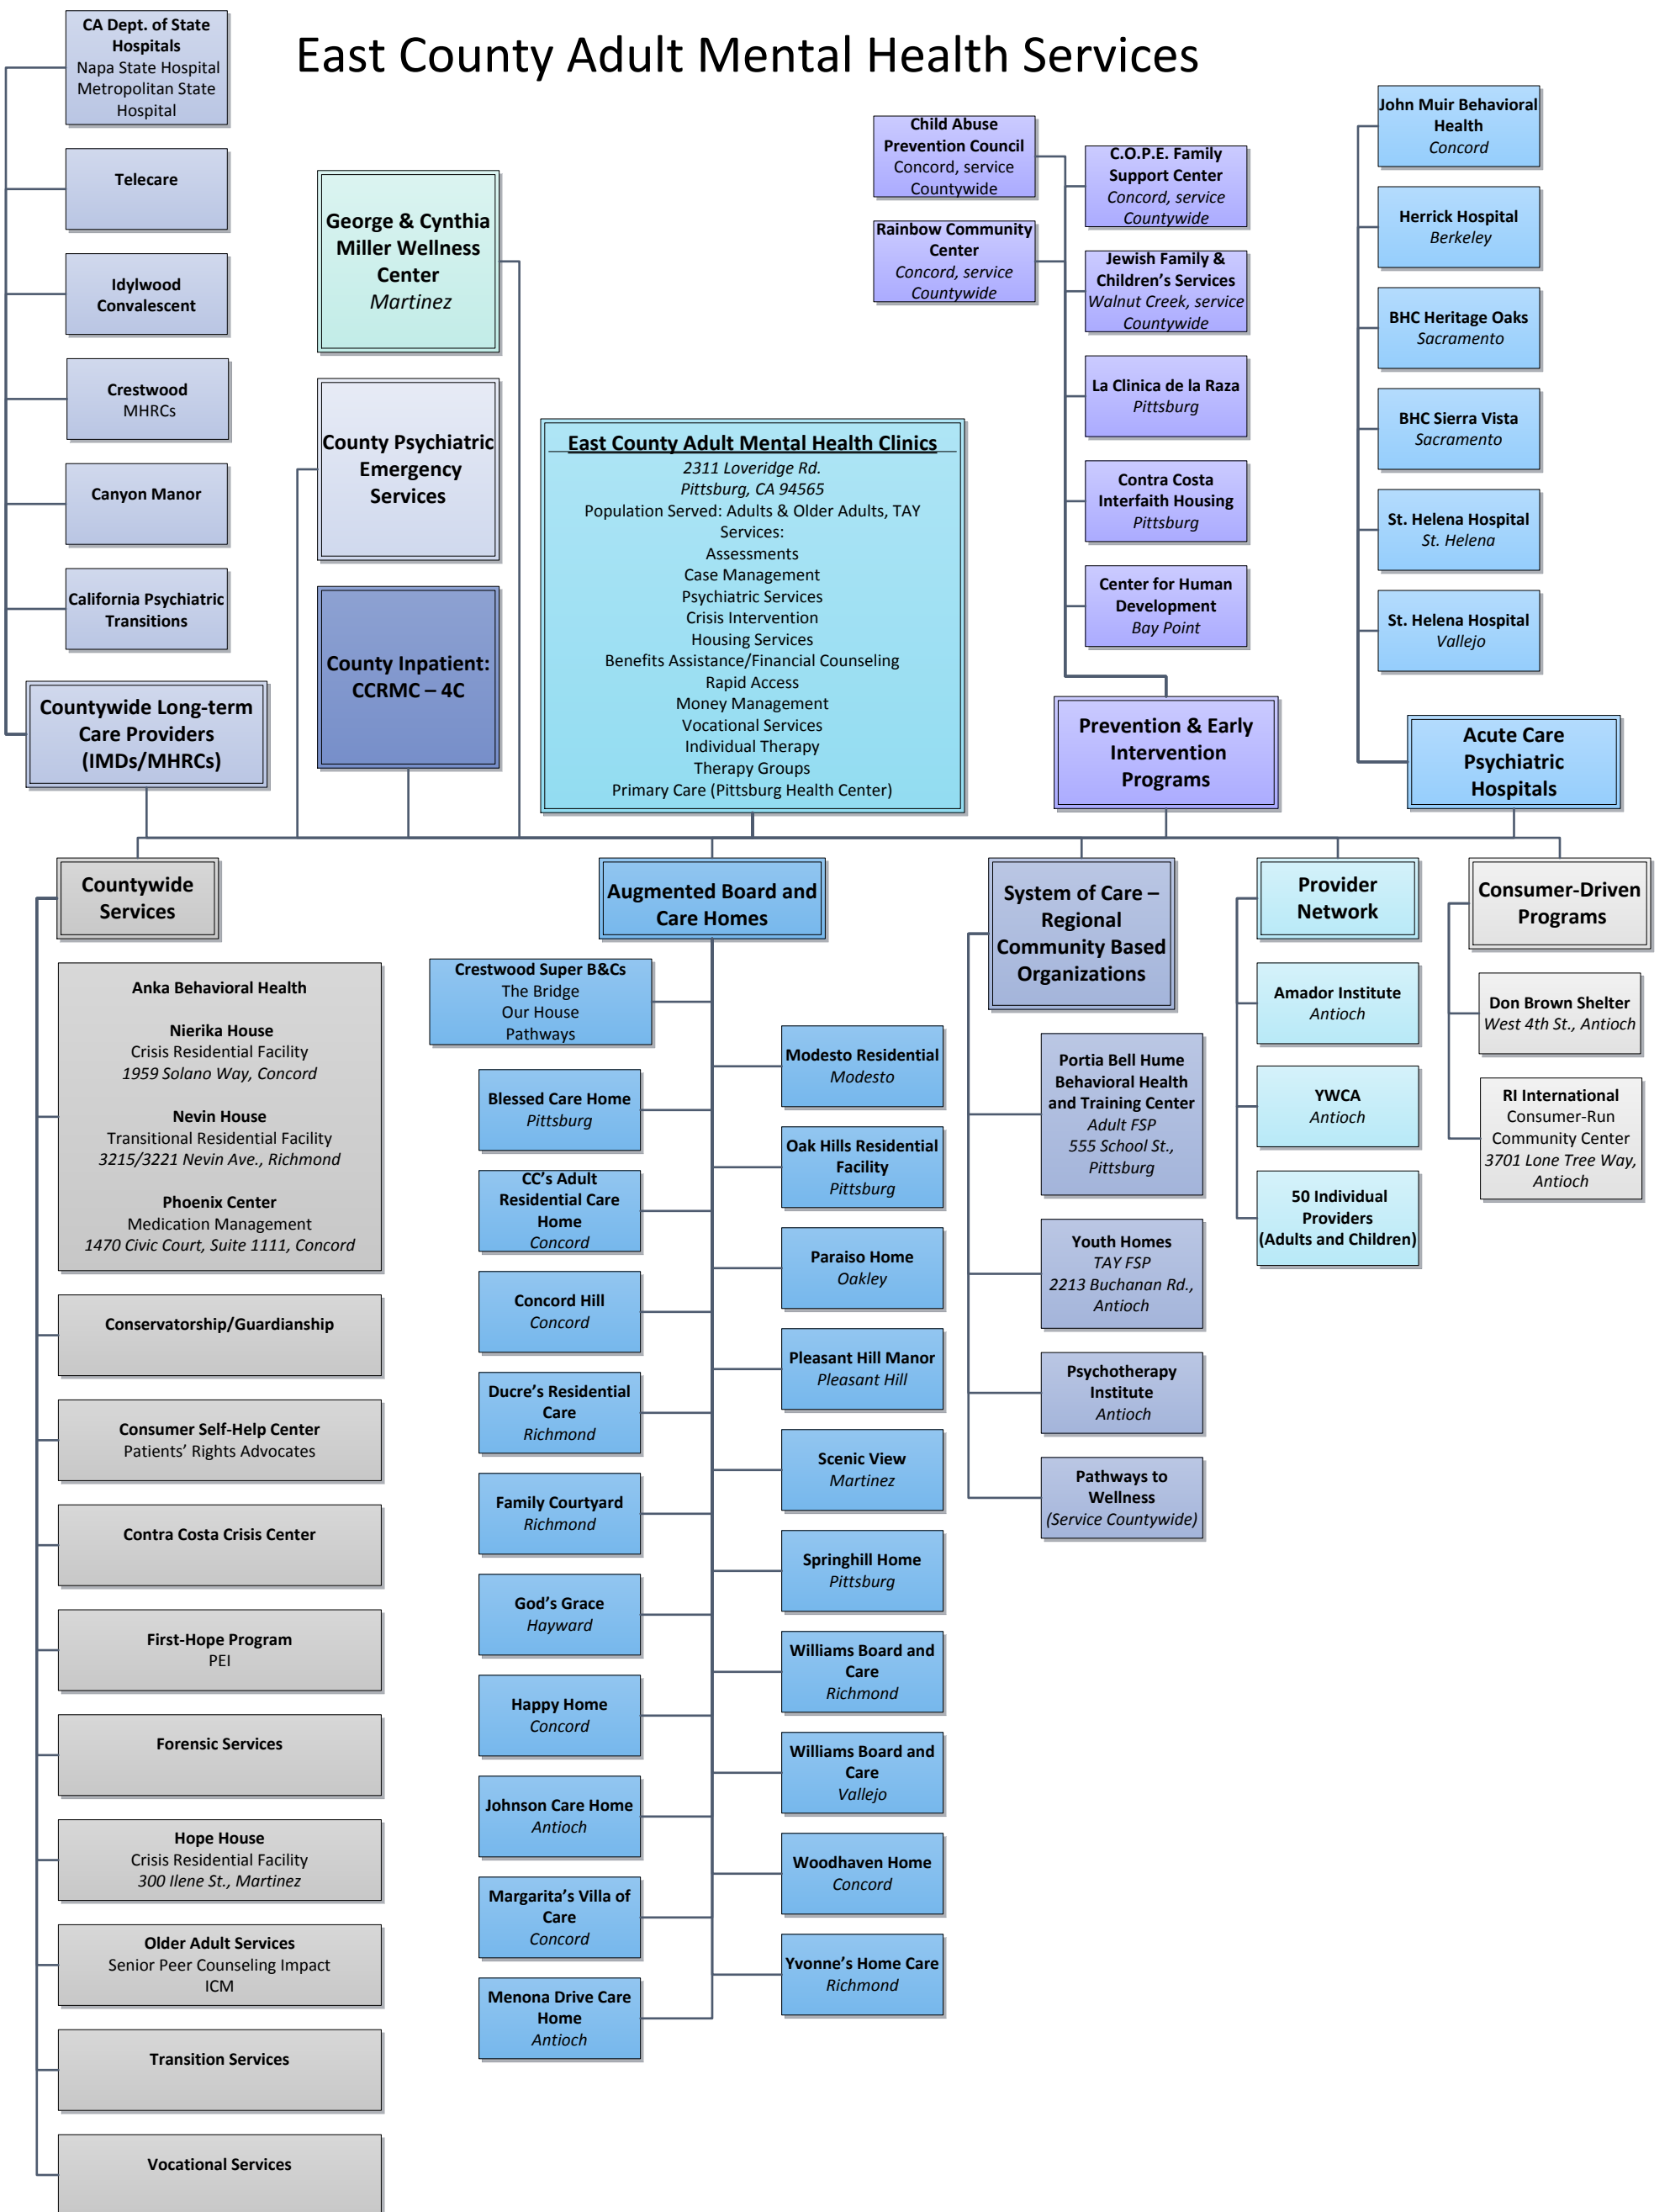 East County Adult Mental Health Services
CA Dept. of State
Hospitals
Napa State Hospital
Metropolitan State
Hospital
Telecare
Idylwood
Convalescent
Crestwood
MHRCs
Canyon Manor
California Psychiatric
Transitions
Countywide Long-term
Care Providers
(IMDs/MHRCs)
George & Cynthia
Miller Wellness
Center
Martinez
County Psychiatric
Emergency
Services
County Inpatient:
CCRMC – 4C
East County Adult Mental Health Clinics
2311 Loveridge Rd.
Pittsburg, CA 94565
Population Served: Adults & Older Adults, TAY
Services:
Assessments
Case Management
Psychiatric Services
Crisis Intervention
Housing Services
Benefits Assistance/Financial Counseling
Rapid Access
Money Management
Vocational Services
Individual Therapy
Therapy Groups
Primary Care (Pittsburg Health Center)
Child Abuse
Prevention Council
Concord, service
Countywide
Rainbow Community
Center
Concord, service
Countywide
C.O.P.E. Family
Support Center
Concord, service
Countywide
Jewish Family &
Children's Services
Walnut Creek, service
Countywide
La Clinica de la Raza
Pittsburg
Contra Costa
Interfaith Housing
Pittsburg
Center for Human
Development
Bay Point
Prevention & Early
Intervention
Programs
John Muir Behavioral
Health
Concord
Herrick Hospital
Berkeley
BHC Heritage Oaks
Sacramento
BHC Sierra Vista
Sacramento
St. Helena Hospital
St. Helena
St. Helena Hospital
Vallejo
Acute Care
Psychiatric
Hospitals
Countywide
Services
Anka Behavioral Health
Nierika House
Crisis Residential Facility
1959 Solano Way, Concord
Nevin House
Transitional Residential Facility
3215/3221 Nevin Ave., Richmond
Phoenix Center
Medication Management
1470 Civic Court, Suite 1111, Concord
Conservatorship/Guardianship
Consumer Self-Help Center
Patients' Rights Advocates
Contra Costa Crisis Center
First-Hope Program
PEI
Forensic Services
Hope House
Crisis Residential Facility
300 Ilene St., Martinez
Older Adult Services
Senior Peer Counseling Impact
ICM
Transition Services
Vocational Services
Augmented Board and
Care Homes
Crestwood Super B&Cs
The Bridge
Our House
Pathways
Blessed Care Home
Pittsburg
CC's Adult
Residential Care
Home
Concord
Concord Hill
Concord
Ducre's Residential
Care
Richmond
Family Courtyard
Richmond
God's Grace
Hayward
Happy Home
Concord
Johnson Care Home
Antioch
Margarita's Villa of
Care
Concord
Menona Drive Care
Home
Antioch
Modesto Residential
Modesto
Oak Hills Residential
Facility
Pittsburg
Paraiso Home
Oakley
Pleasant Hill Manor
Pleasant Hill
Scenic View
Martinez
Springhill Home
Pittsburg
Williams Board and
Care
Richmond
Williams Board and
Care
Vallejo
Woodhaven Home
Concord
Yvonne's Home Care
Richmond
System of Care –
Regional
Community Based
Organizations
Portia Bell Hume
Behavioral Health
and Training Center
Adult FSP
555 School St.,
Pittsburg
Youth Homes
TAY FSP
2213 Buchanan Rd.,
Antioch
Psychotherapy
Institute
Antioch
Pathways to
Wellness
(Service Countywide)
Provider
Network
Amador Institute
Antioch
YWCA
Antioch
50 Individual
Providers
(Adults and Children)
Consumer-Driven
Programs
Don Brown Shelter
West 4th St., Antioch
RI International
Consumer-Run
Community Center
3701 Lone Tree Way,
Antioch